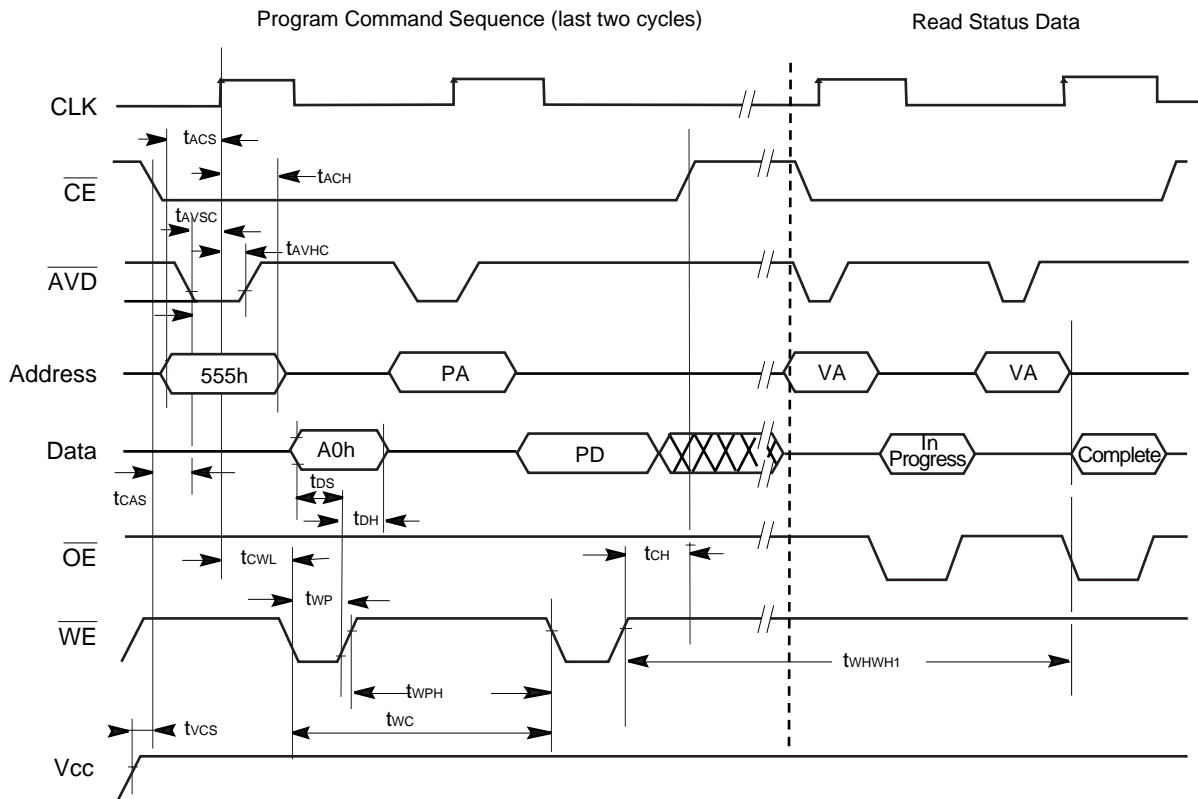 Program Command Sequence (last two cycles)
Read Status Data
CLK
tACS
CE
tACH
tAVSC
tAVHC
AVD
Address
555h
PA
VA
VA
Data
A0h
PD
In
Progress
Complete
tDS
tCAS
tDH
OE
tCWL
tCH
tWP
WE
tWHWH1
tWPH
tWC
tVCS
Vcc